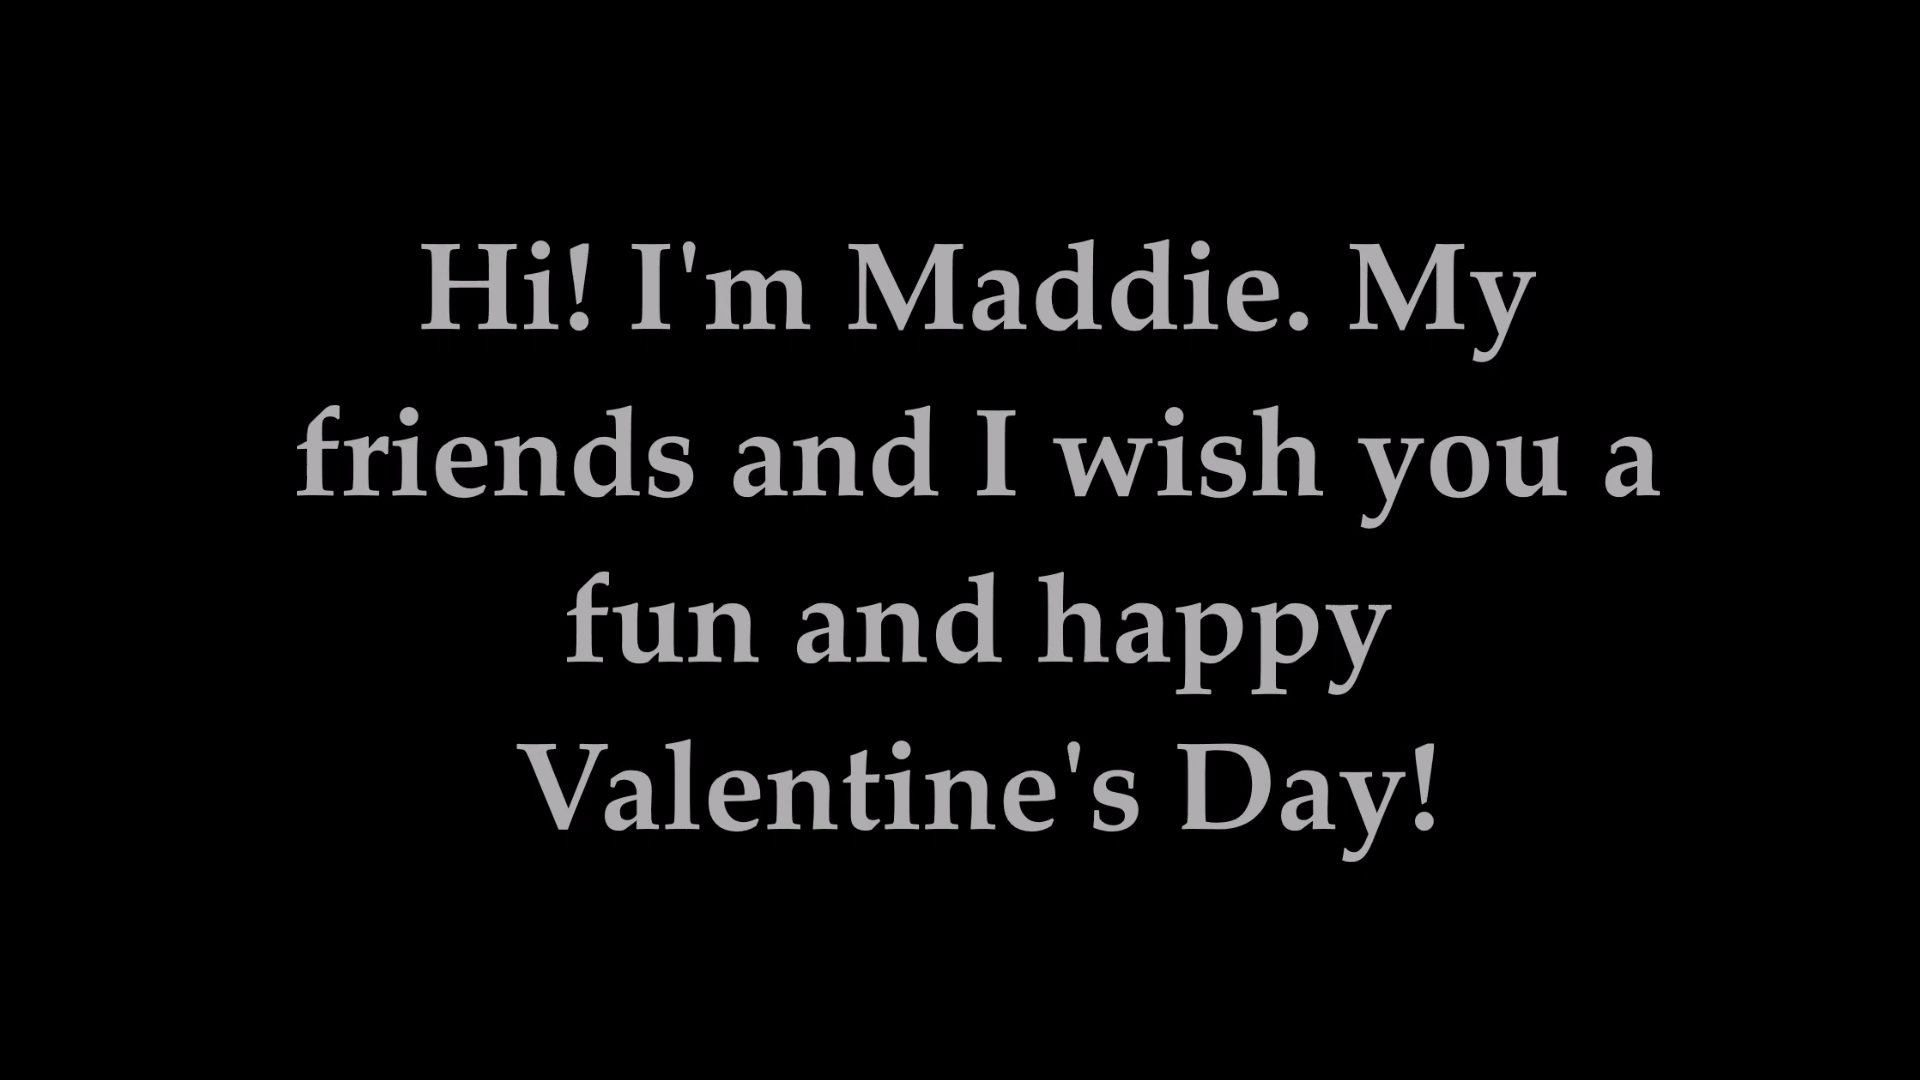 Hi! I'm Maddie. My
friends and I wish you a
fun and happy
Valentine's Day!